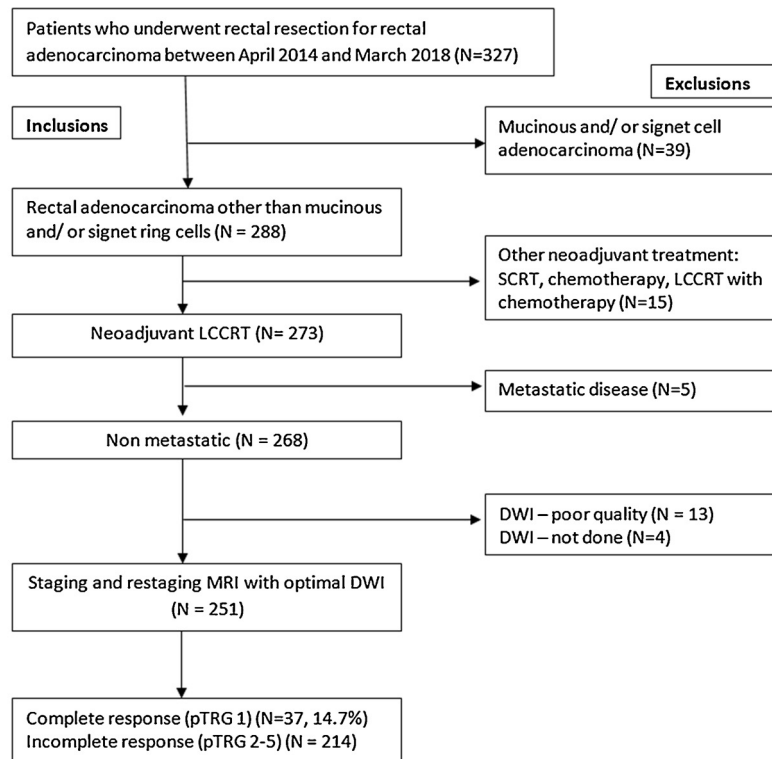 Patients who underwent rectal resection for rectal
adenocarcinoma between April 2014 and March 2018 (N=327)
Exclusions
Inclusions
Mucinous and/ or signet cell
adenocarcinoma (N=39)
Rectal adenocarcinoma other than mucinous
and/ or signet ring cells (N = 288)
Other neoadjuvant treatment:
SCRT, chemotherapy, LCCRT with
chemotherapy (N=15)
Neoadjuvant LCCRT (N= 273)
Metastatic disease (N=5)
Non metastatic (N = 268)
DWI – poor quality (N = 13)
DWI – not done (N=4)
Staging and restaging MRI with optimal DWI
(N = 251)
Complete response (pTRG 1) (N=37, 14.7%)
Incomplete response (pTRG 2-5) (N = 214)